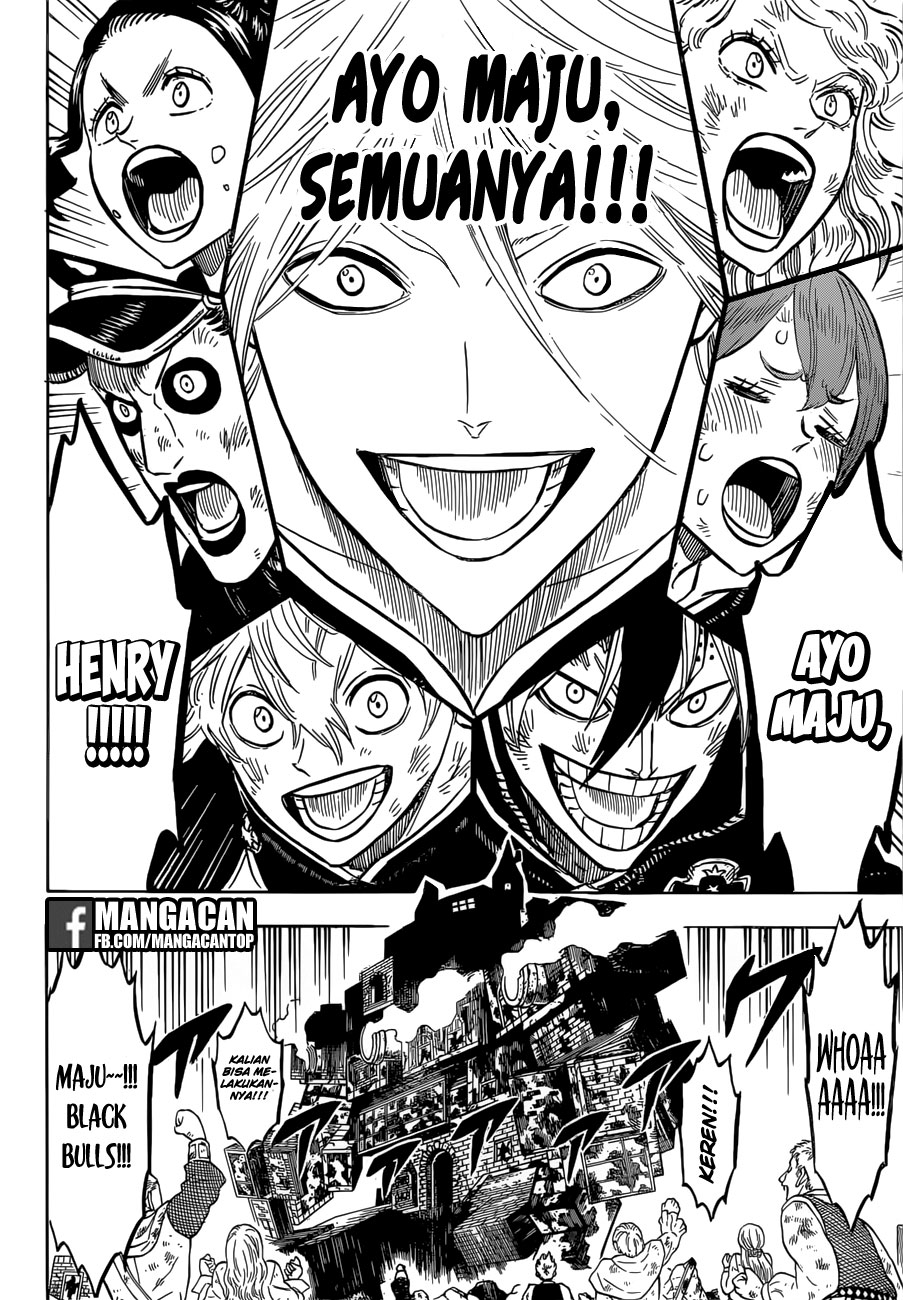 AYO MAJU,
SEMUANYA!!!
AYO
MAJU,
HENRY
!!!!!
f MANGACAN
FB.COM/MANGACANTOP
WHOAA
AAAA!!!
KEREN!!!
KALIAN
BISA ME-
LAKUKAN-
NYA!!!
MAJU~~!!!
BLACK
BULLS!!!